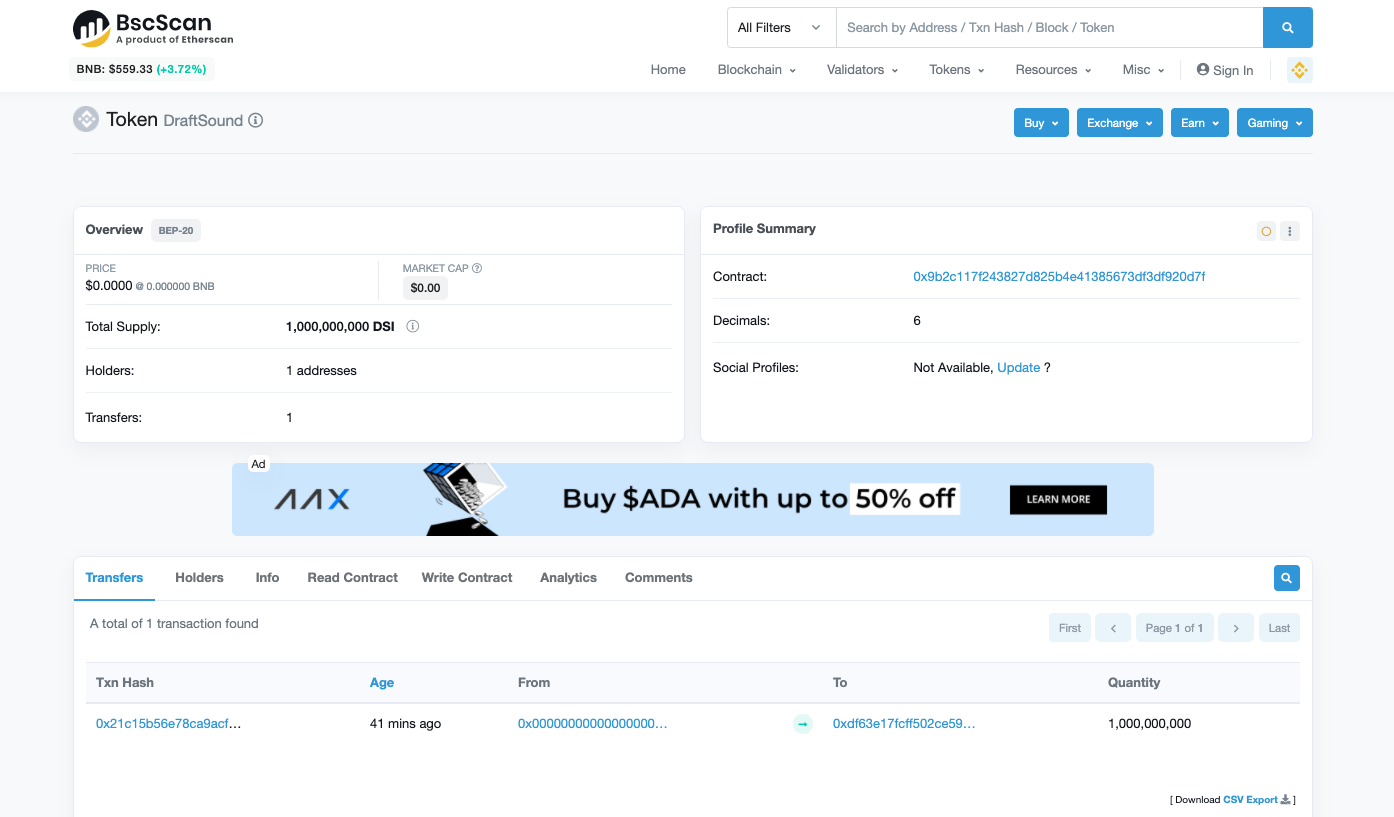 BscScan
A product of Etherscan
All Filters
Search by Address / Txn Hash / Block / Token
BNB: $559.33 (+3.72%)
Home Blockchain Validators Tokens Resources Misc Sign In
Token DraftSound
Buy Exchange Earn Gaming
Overview BEP-20
PRICE
$0.0000 @ 0.000000 BNB
MARKET CAP
$0.00
Total Supply: 1,000,000,000 DSI
Holders: 1 addresses
Transfers: 1
Profile Summary
Contract: 0x9b2c117f243827d825b4e41385673df3df920d7f
Decimals: 6
Social Profiles: Not Available, Update ?
Ad
AAX
Buy $ADA with up to 50% off
LEARN MORE
Transfers Holders Info Read Contract Write Contract Analytics Comments
A total of 1 transaction found
First Page 1 of 1 Last
Txn Hash Age From To Quantity
0x21c15b56e78ca9acf... 41 mins ago 0x00000000000000000... 0xdf63e17fcff502ce59... 1,000,000,000
[ Download CSV Export ]